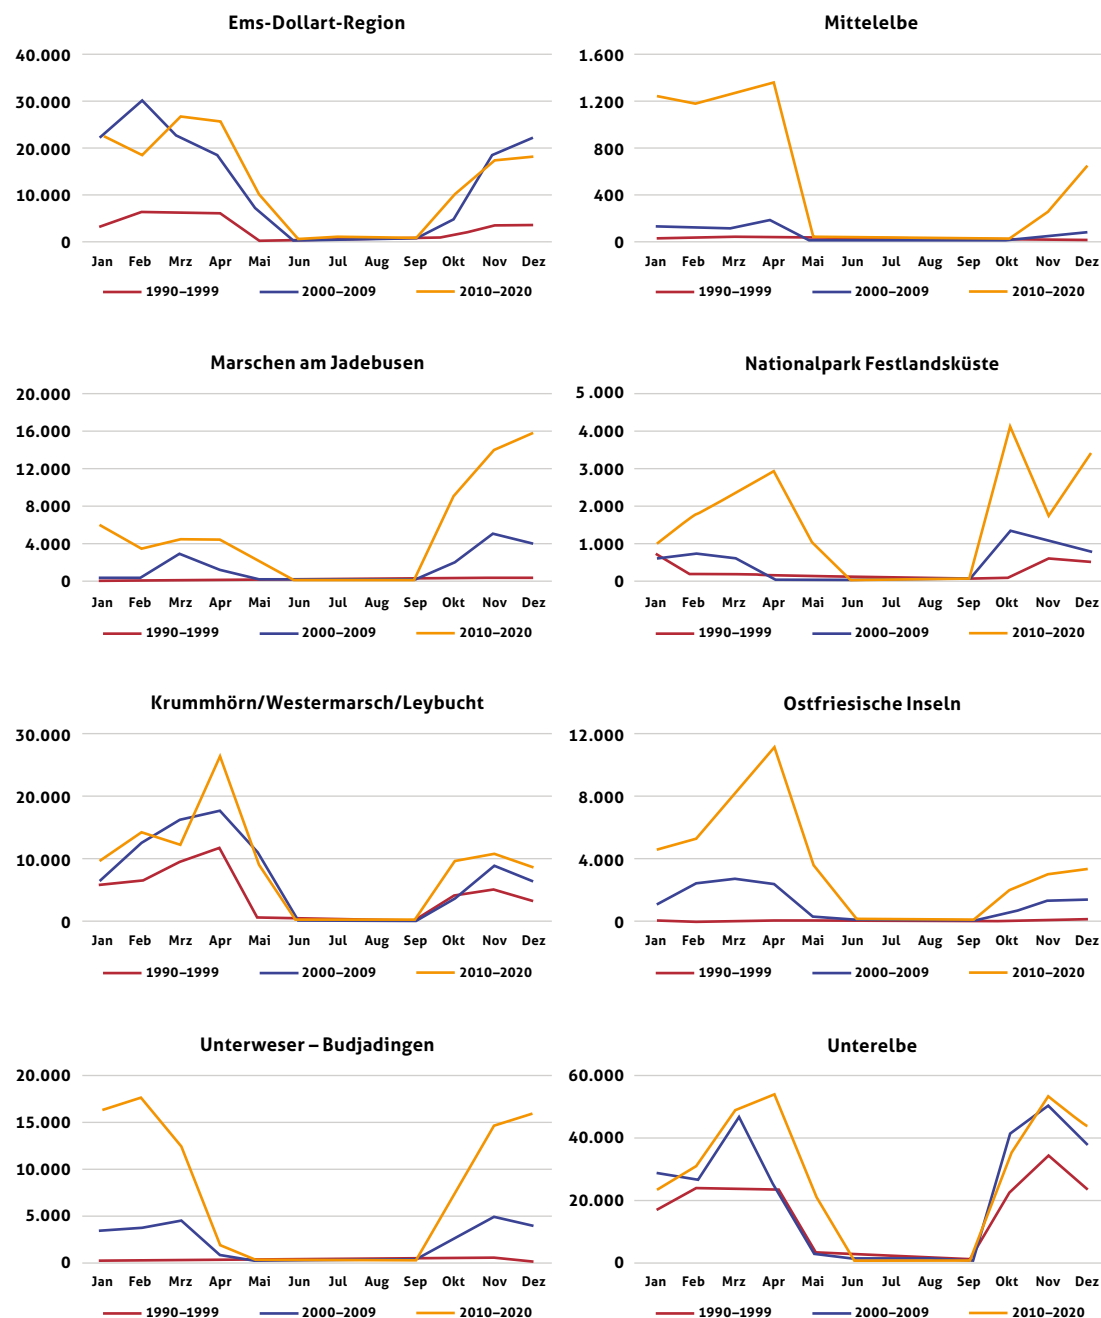 Ems-Dollart-Region
40.000
30.000
20.000
10.000
0
Jan Feb Mrz Apr Mai Jun Jul Aug Sep Okt Nov Dez
1990–1999 2000–2009 2010–2020
Mittelelbe
1.600
1.200
800
400
0
Jan Feb Mrz Apr Mai Jun Jul Aug Sep Okt Nov Dez
1990–1999 2000–2009 2010–2020
Marschen am Jadebusen
20.000
16.000
12.000
8.000
4.000
0
Jan Feb Mrz Apr Mai Jun Jul Aug Sep Okt Nov Dez
1990–1999 2000–2009 2010–2020
Nationalpark Festlandsküste
5 .000
4.000
3.000
2.000
1.000
0
Jan Feb Mrz Apr Mai Jun Jul Aug Sep Okt Nov Dez
1990–1999 2000–2009 2010–2020
Krummhörn/Westermarsch/Leybucht
30.000
20.000
10.000
0
Jan Feb Mrz Apr Mai Jun Jul Aug Sep Okt Nov Dez
1990–1999 2000–2009 2010–2020
Ostfriesische Inseln
12.000
8.000
4.000
0
Jan Feb Mrz Apr Mai Jun Jul Aug Sep Okt Nov Dez
1990–1999 2000–2009 2010–2020
Unterweser – Budjadingen
20.000
15.000
10.000
5.000
0
Jan Feb Mrz Apr Mai Jun Jul Aug Sep Okt Nov Dez
1990–1999 2000–2009 2010–2020
Unterelbe
60.000
40.000
20.000
0
Jan Feb Mrz Apr Mai Jun Jul Aug Sep Okt Nov Dez
1990–1999 2000–2009 2010–2020